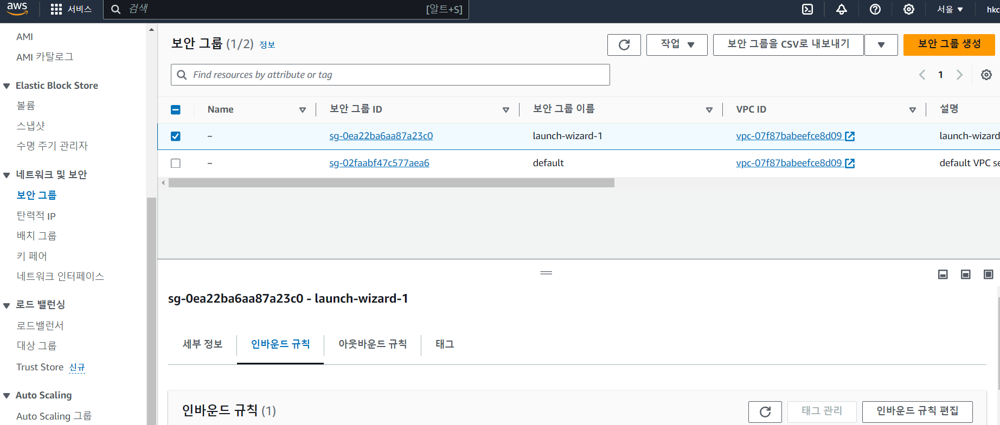 aws
서비스
검색
[알트+S]
서울
hkc
AMI
AMI 카탈로그
Elastic Block Store
볼륨
스냅샷
수명 주기 관리자
네트워크 및 보안
보안 그룹
탄력적 IP
배치 그룹
키 페어
네트워크 인터페이스
로드 밸런싱
로드밸런서
대상 그룹
Trust Store 신규
Auto Scaling
Auto Scaling 그룹
보안 그룹 (1/2) 정보
작업
보안 그룹을 CSV로 내보내기
보안 그룹 생성
Find resources by attribute or tag
1
Name 보안 그룹 ID 보안 그룹 이름 VPC ID 설명
– sg-0ea22ba6aa87a23c0 launch-wizard-1 vpc-07f87babeefce8d09 launch-wizard
– sg-02faabf47c577aea6 default vpc-07f87babeefce8d09 default VPC se
sg-0ea22ba6aa87a23c0 - launch-wizard-1
세부 정보 인바운드 규칙 아웃바운드 규칙 태그
인바운드 규칙 (1)
태그 관리
인바운드 규칙 편집